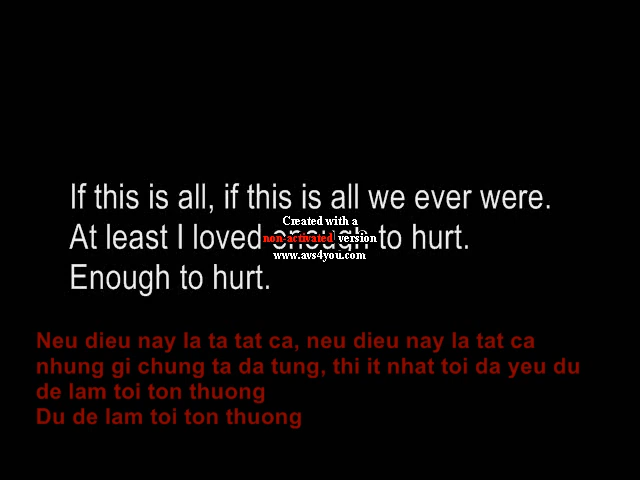 If this is all, if this is all we ever were.
Created with a
At least I loved enough to hurt.
non-activated version
www.avs4you.com
Enough to hurt.
Neu dieu nay la ta tat ca, neu dieu nay la tat ca
nhung gi chung ta da tung, thi it nhat toi da yeu du
de lam toi ton thuong
Du de lam toi ton thuong